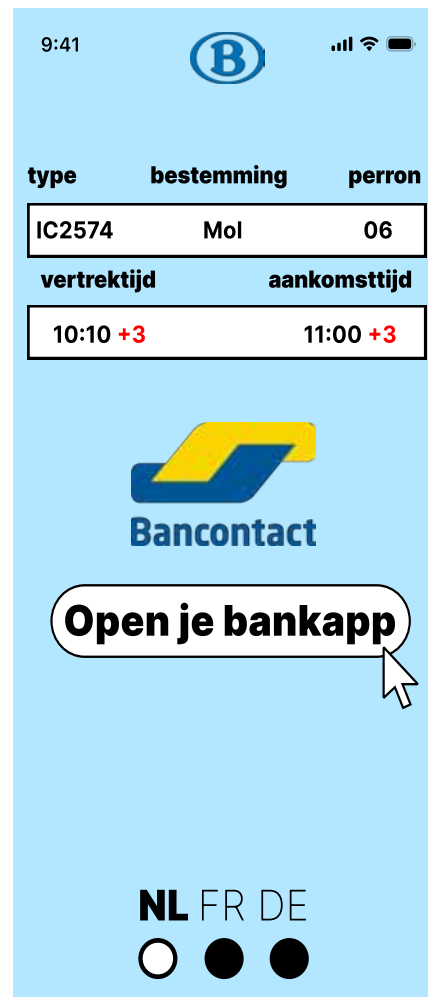 9:41
B
type bestemming perron
IC2574 Mol 06
vertrektijd aankomsttijd
10:10 +3 11:00 +3
Bancontact
Open je bankapp
NL FR DE